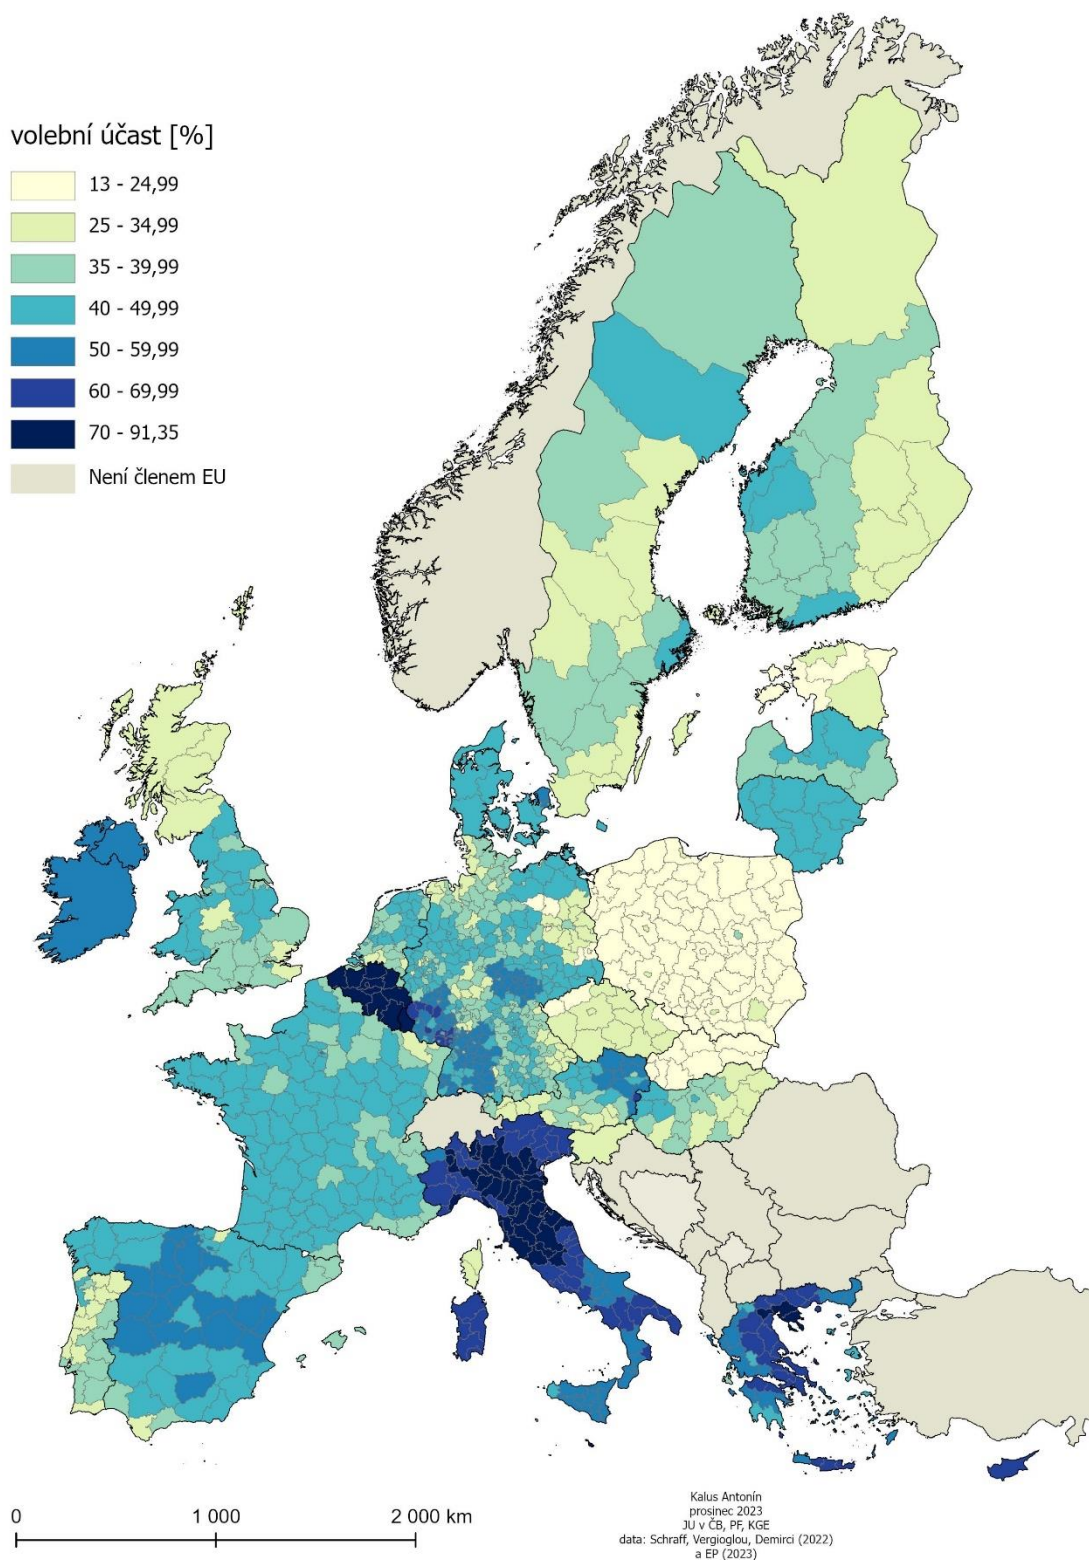 volební účast [%]
13 - 24,99
25 - 34,99
35 - 39,99
40 - 49,99
50 - 59,99
60 - 69,99
70 - 91,35
Není členem EU
0 1 000 2 000 km
Kalus Antonín
prosinec 2023
JU v ČB, PF, KGE
data: Schraff, Vergioglou, Demirci (2022)
a EP (2023)